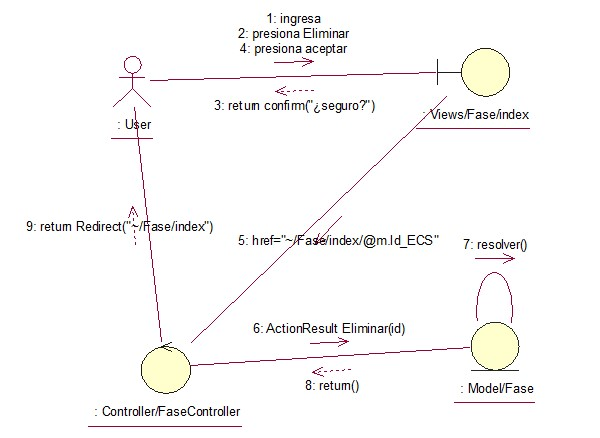 1: ingresa
2: presiona Eliminar
4: presiona aceptar
3: return confirm("¿seguro?")
: User
: Views/Fase/index
9: return Redirect("~/Fase/index")
5: href="~/Fase/index/@m.Id_ECS"
7: resolver()
6: ActionResult Eliminar(id)
8: return()
: Model/Fase
: Controller/FaseController